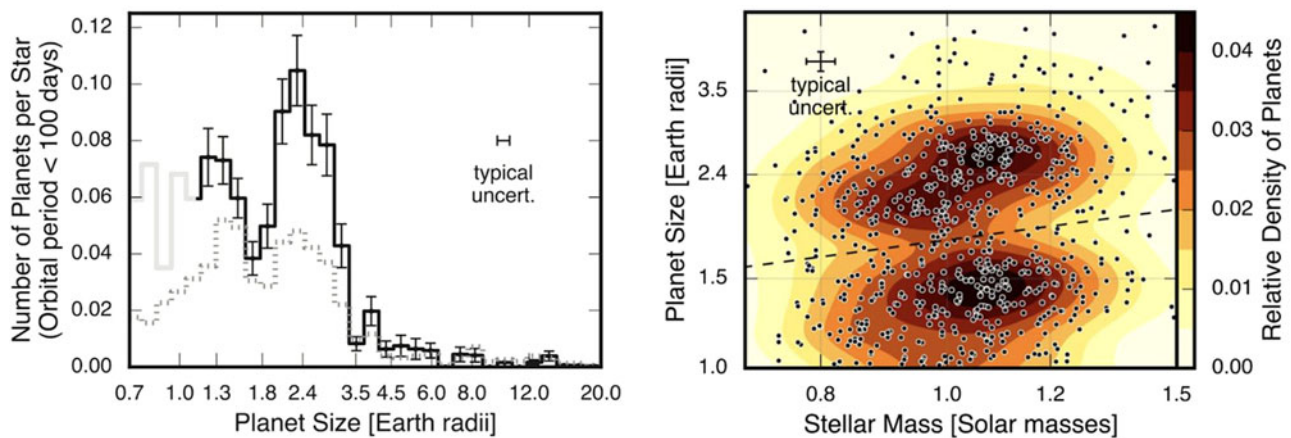 Number of Planets per Star
(Orbital period < 100 days)
0.12
0.10
0.08
0.06
0.04
0.02
0.00
typical
uncert.
0.7 1.0 1.3 1.8 2.4 3.5 4.5 6.0 8.0 12.0 20.0
Planet Size [Earth radii]
Planet Size [Earth radii]
3.5
2.4
1.5
1.0
typical
uncert.
0.8 1.0 1.2 1.5
Stellar Mass [Solar masses]
0.04
0.03
0.02
0.01
0.00
Relative Density of Planets